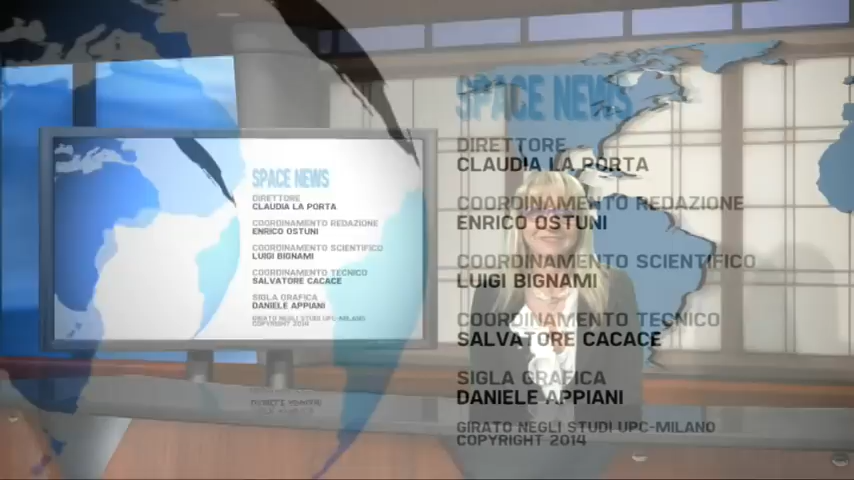 SPACE NEWS
DIRETTORE
CLAUDIA LA PORTA
COORDINAMENTO REDAZIONE
ENRICO OSTUNI
COORDINAMENTO SCIENTIFICO
LUIGI BIGNAMI
COORDINAMENTO TECNICO
SALVATORE CACACE
SIGLA GRAFICA
DANIELE APPIANI
GIRATO NEGLI STUDI UPC-MILANO
COPYRIGHT 2014
SPACE NEWS
DIRETTORE
CLAUDIA LA PORTA
COORDINAMENTO REDAZIONE
ENRICO OSTUNI
COORDINAMENTO SCIENTIFICO
LUIGI BIGNAMI
COORDINAMENTO TECNICO
SALVATORE CACACE
SIGLA GRAFICA
DANIELE APPIANI
GIRATO NEGLI STUDI UPC-MILANO
COPYRIGHT 2014